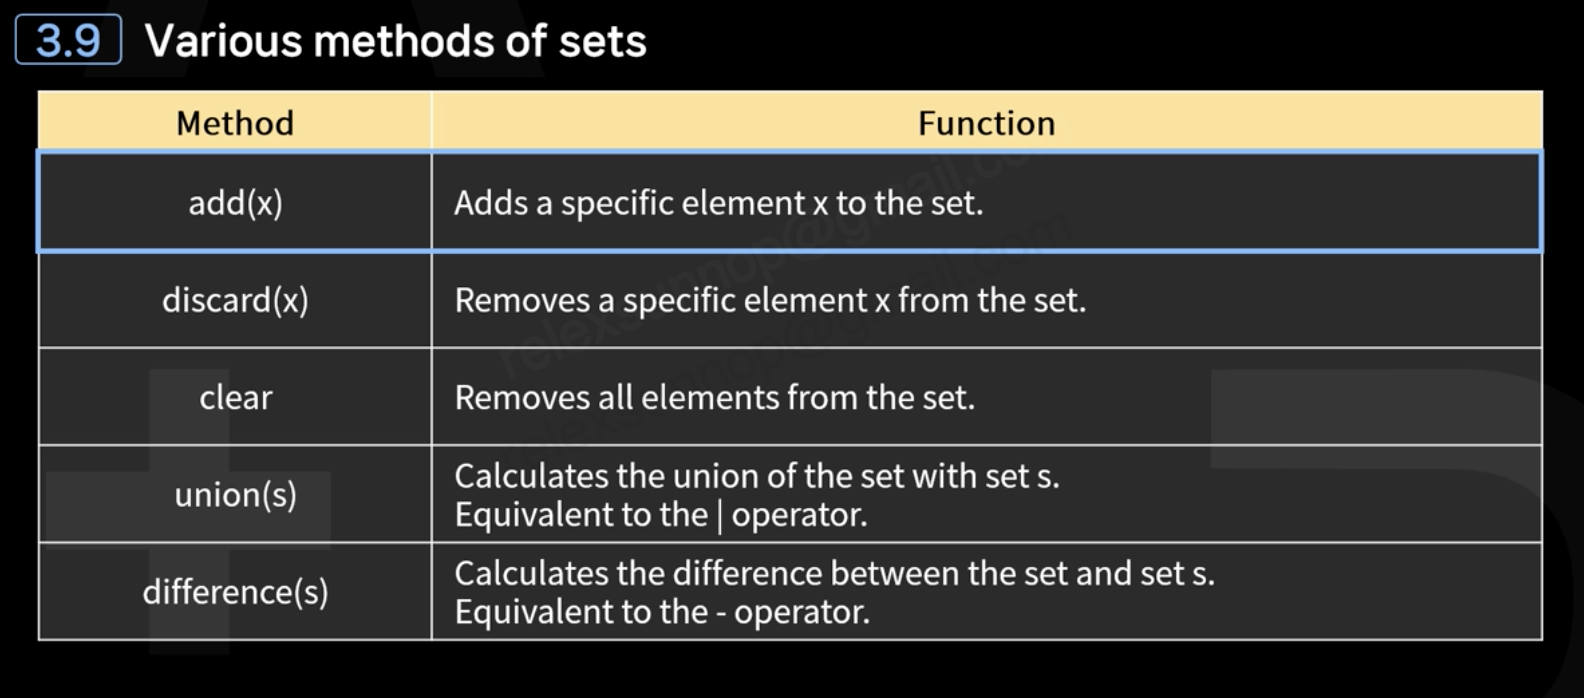 3.9 Various methods of sets
Method Function
add(x) Adds a specific element x to the set.
discard(x) Removes a specific element x from the set.
clear Removes all elements from the set.
union(s) Calculates the union of the set with set s.
Equivalent to the | operator.
difference(s) Calculates the difference between the set and set s.
Equivalent to the - operator.